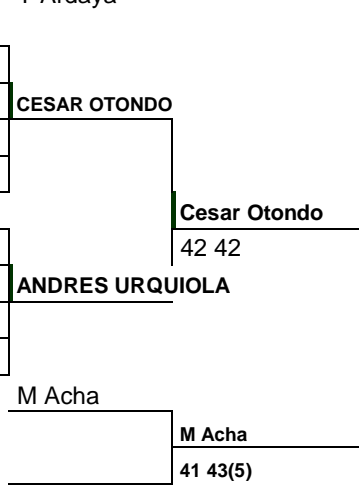 CESAR OTONDO
Cesar Otondo
42 42
ANDRES URQUIOLA
M Acha
M Acha
41 43(5)